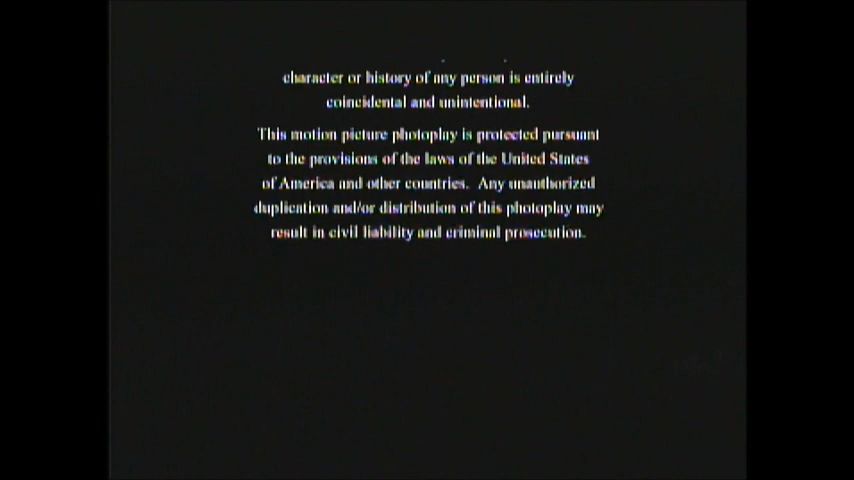 character or history of any person is entirely
coincidental and unintentional.
This motion picture photoplay is protected pursuant
to the provisions of the laws of the United States
of America and other countries. Any unauthorized
duplication and/or distribution of this photoplay may
result in civil liability and criminal prosecution.